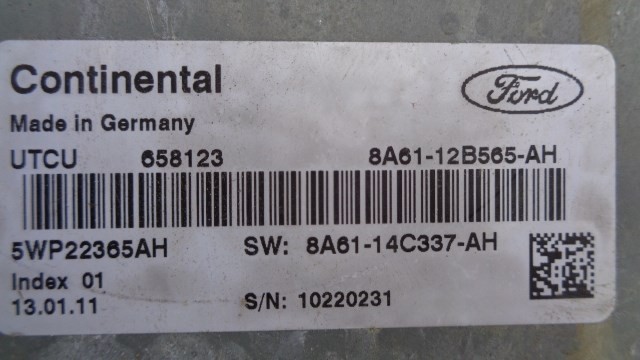 Continental
Ford
Made in Germany
UTCU 658123 8A61-12B565-AH
5WP22365AH SW: 8A61-14C337-AH
Index 01
13.01.11 S/N: 10220231